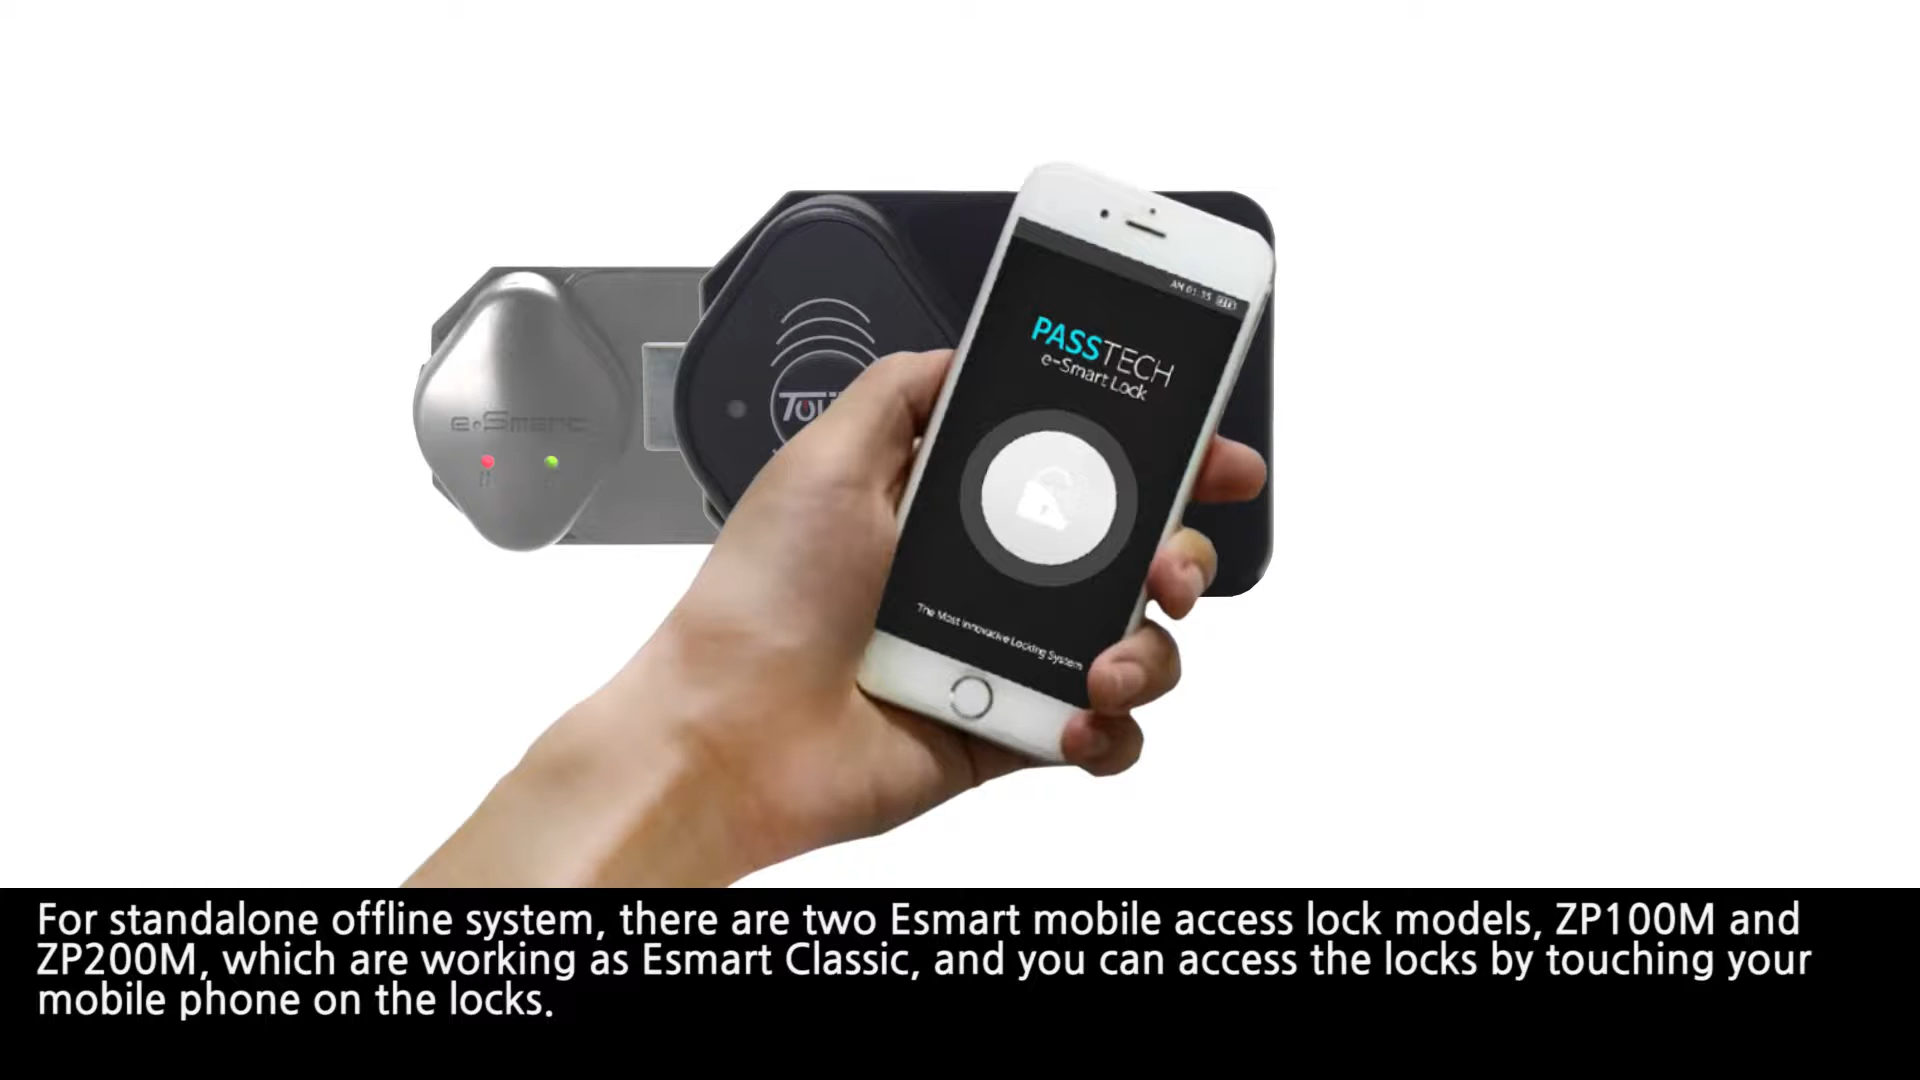 AM 01:35
PASSTECH
e-Smart Lock
e-Smart
The Most Innovative Locking System
For standalone offline system, there are two Esmart mobile access lock models, ZP100M and
ZP200M, which are working as Esmart Classic, and you can access the locks by touching your
mobile phone on the locks.